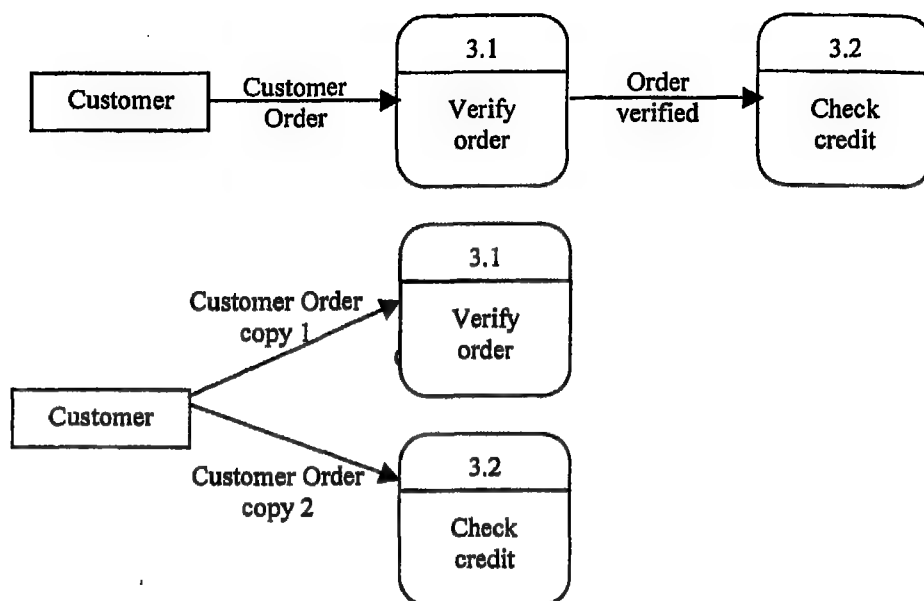 3.1
Verify
order
3.2
Check
credit
Customer
Customer
Order
Order
verified
3.1
Verify
order
Customer Order
copy 1
Customer
Customer Order
copy 2
3.2
Check
credit